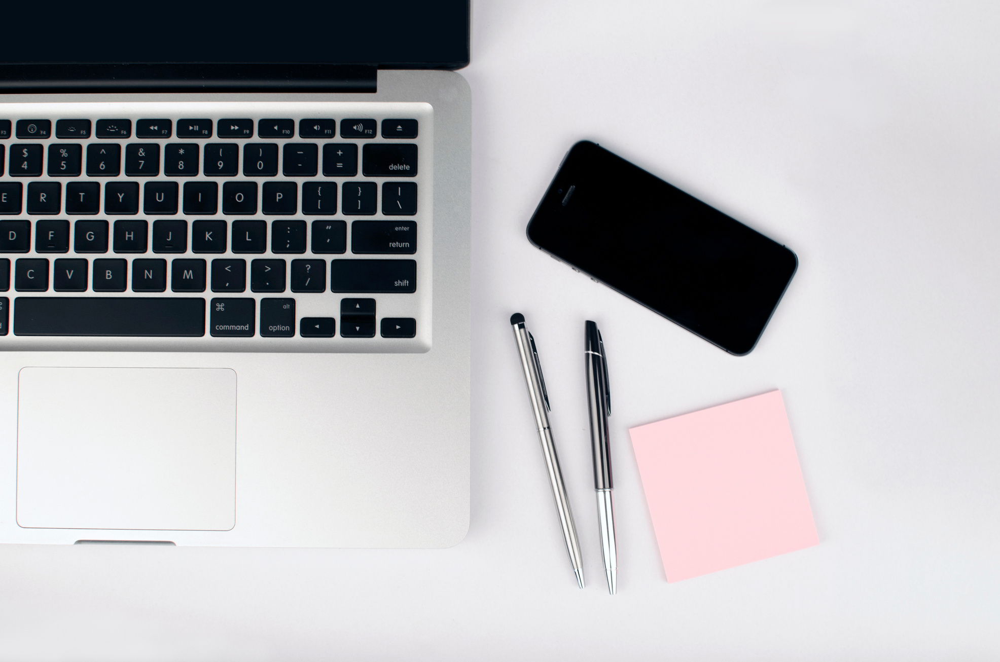 F3 F4 F5 F6 F7 F8 F9 F10 F11 F12
$ % ^ & * ( ) — +
4 5 6 7 8 9 0 - = delete
E R T Y U I O P { } |
[ ] \
D F G H J K L : " enter
; ' return
C V B N M < > ?
, . / shift
⌘ alt
command option